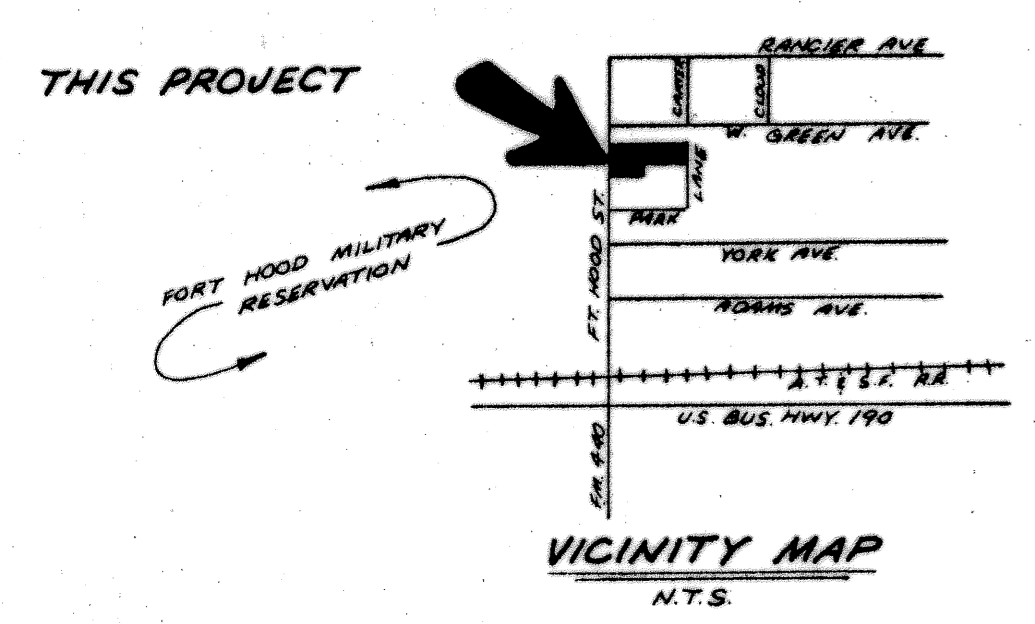 THIS PROJECT
RANCIER AVE
CARTER
CLOUD
W. GREEN AVE.
LANE
PARK
FT. HOOD ST.
YORK AVE.
FORT HOOD MILITARY
RESERVATION
ADAMS AVE.
A.T. & S.F. R.R.
U.S. BUS. HWY. 190
F.M. 440
VICINITY MAP
N.T.S.